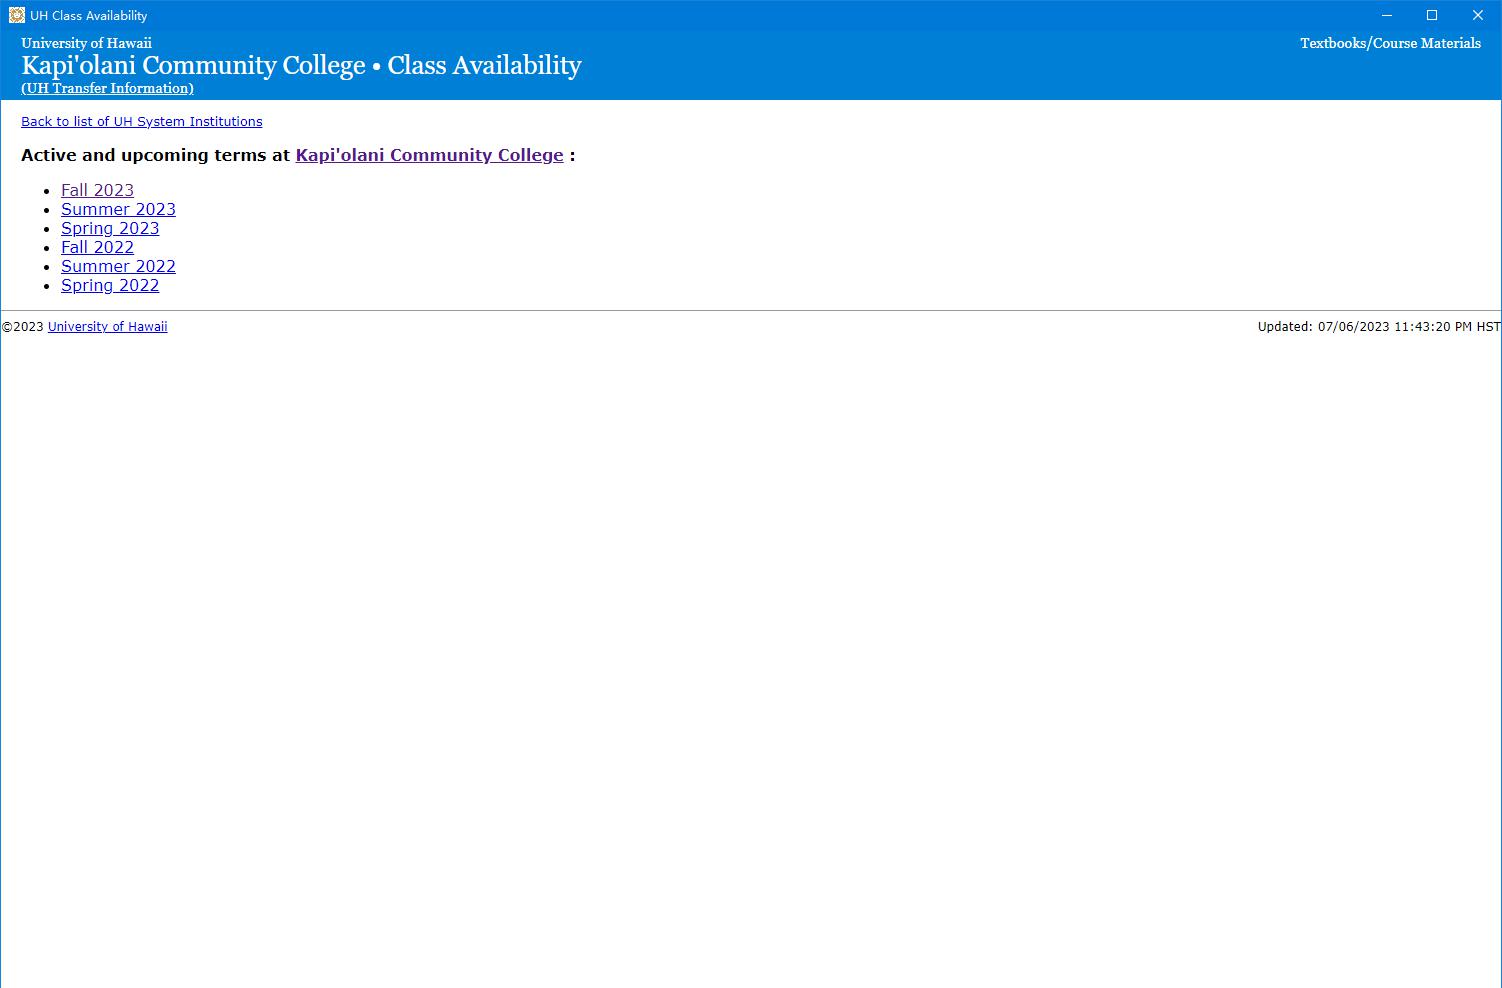 UH Class Availability
University of Hawaii
Textbooks/Course Materials
Kapi'olani Community College • Class Availability
(UH Transfer Information)
Back to list of UH System Institutions
Active and upcoming terms at Kapi'olani Community College :
• Fall 2023
• Summer 2023
• Spring 2023
• Fall 2022
• Summer 2022
• Spring 2022
©2023 University of Hawaii
Updated: 07/06/2023 11:43:20 PM HST